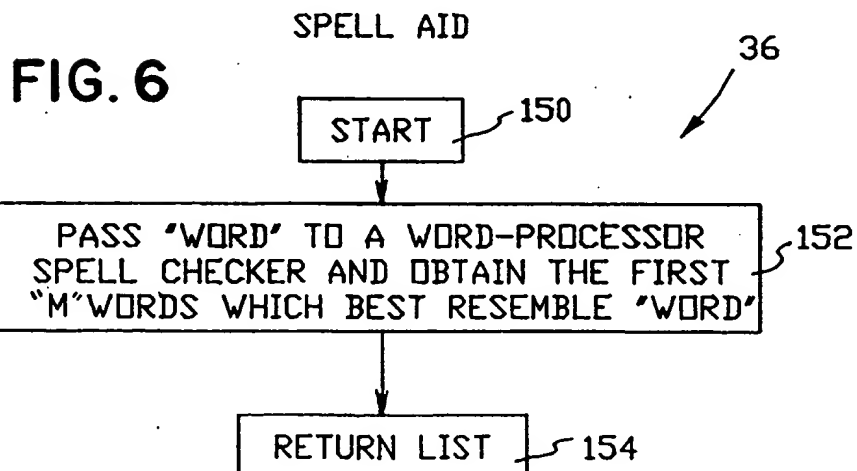 SPELL AID
FIG. 6
36
START
150
PASS "WORD" TO A WORD-PROCESSOR
SPELL CHECKER AND OBTAIN THE FIRST
"M" WORDS WHICH BEST RESEMBLE "WORD"
152
RETURN LIST
154